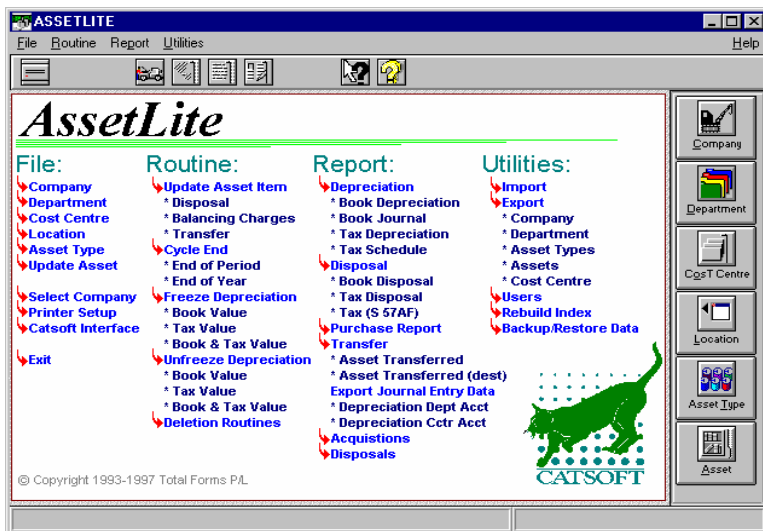 ASSETLITE
File Routine Report Utilities Help
AssetLite
File:
Company
Department
Cost Centre
Location
Asset Type
Update Asset
Select Company
Printer Setup
Catsoft Interface
Exit
Routine:
Update Asset Item
* Disposal
* Balancing Charges
* Transfer
Cycle End
* End of Period
* End of Year
Freeze Depreciation
* Book Value
* Tax Value
* Book & Tax Value
Unfreeze Depreciation
* Book Value
* Tax Value
* Book & Tax Value
Deletion Routines
Report:
Depreciation
* Book Depreciation
* Book Journal
* Tax Depreciation
* Tax Schedule
Disposal
* Book Disposal
* Tax Disposal
* Tax (S 57AF)
Purchase Report
Transfer
* Asset Transferred
* Asset Transferred (dest)
Export Journal Entry Data
* Depreciation Dept Acct
* Depreciation Cctr Acct
Acquistions
Disposals
Utilities:
Import
Export
* Company
* Department
* Asset Types
* Assets
* Cost Centre
Users
Rebuild Index
Backup/Restore Data
CATSOFT
© Copyright 1993-1997 Total Forms P/L
Company
Department
CosT Centre
Location
Asset Type
Asset